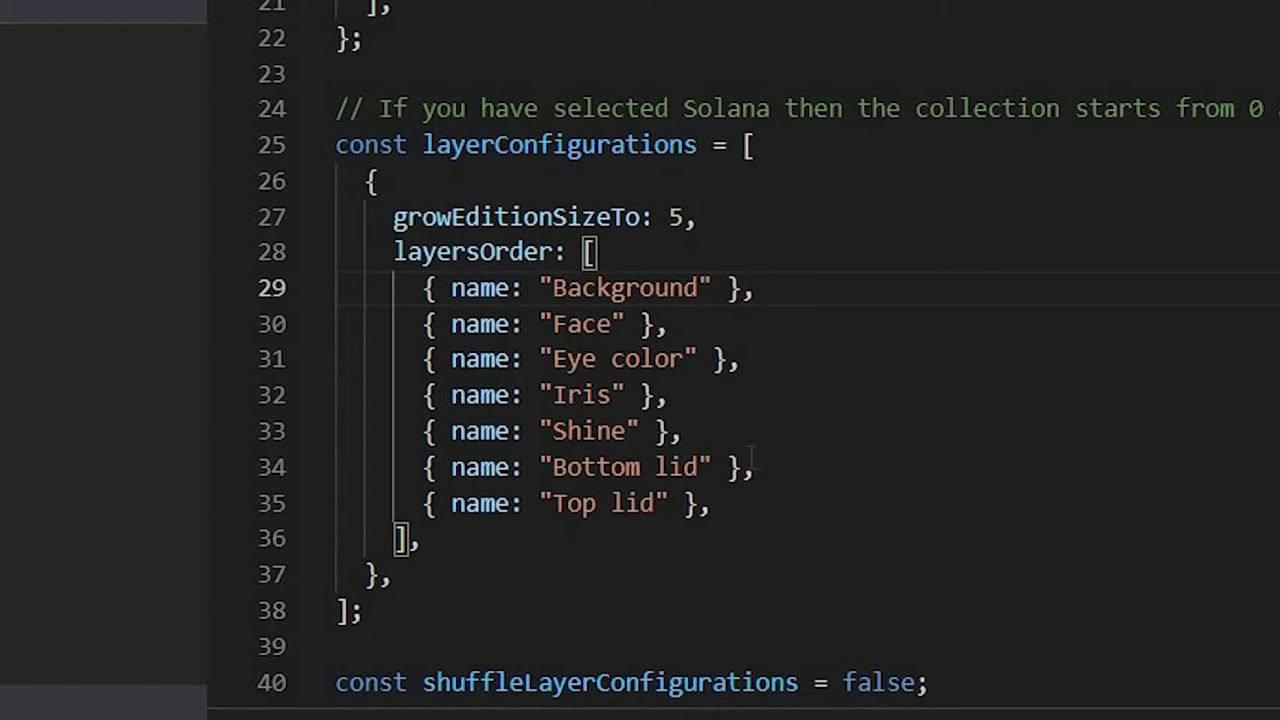 21 ],
22 };
23
24 // If you have selected Solana then the collection starts from 0
25 const layerConfigurations = [
26 {
27 growEditionSizeTo: 5,
28 layersOrder: [
29 { name: "Background" },
30 { name: "Face" },
31 { name: "Eye color" },
32 { name: "Iris" },
33 { name: "Shine" },
34 { name: "Bottom lid" },
35 { name: "Top lid" },
36 ],
37 },
38 ];
39
40 const shuffleLayerConfigurations = false;